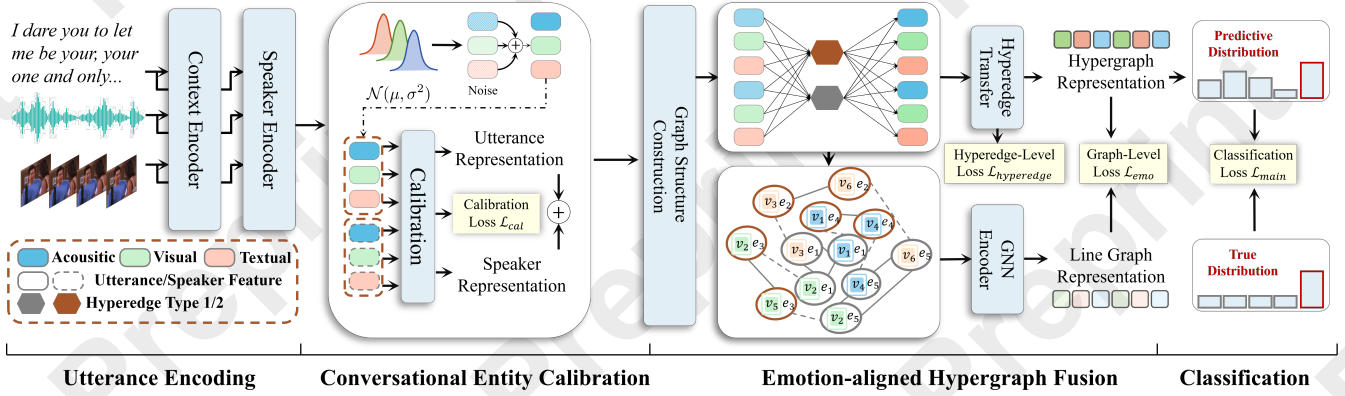 I dare you to let
me be your, your
one and only...
Context Encoder
Speaker Encoder
Acousitic
Visual
Textual
Utterance/Speaker Feature
Hyperedge Type 1/2
Noise
𝒩(μ, σ²)
Calibration
Utterance
Representation
Calibration
Loss ℒcal
Speaker
Representation
Graph Structure
Construction
v6 e2
v3 e2
v1 e4
v4 e4
v2 e3
v3 e1
v1 e1
v6 e5
v2 e1
v4 e5
v5 e3
v2 e5
Hyperedge
Transfer
Hyperedge-Level
Loss ℒhyperedge
GNN
Encoder
Hypergraph
Representation
Graph-Level
Loss ℒemo
Line Graph
Representation
Predictive
Distribution
Classification
Loss ℒmain
True
Distribution
Utterance Encoding
Conversational Entity Calibration
Emotion-aligned Hypergraph Fusion
Classification
Preprint